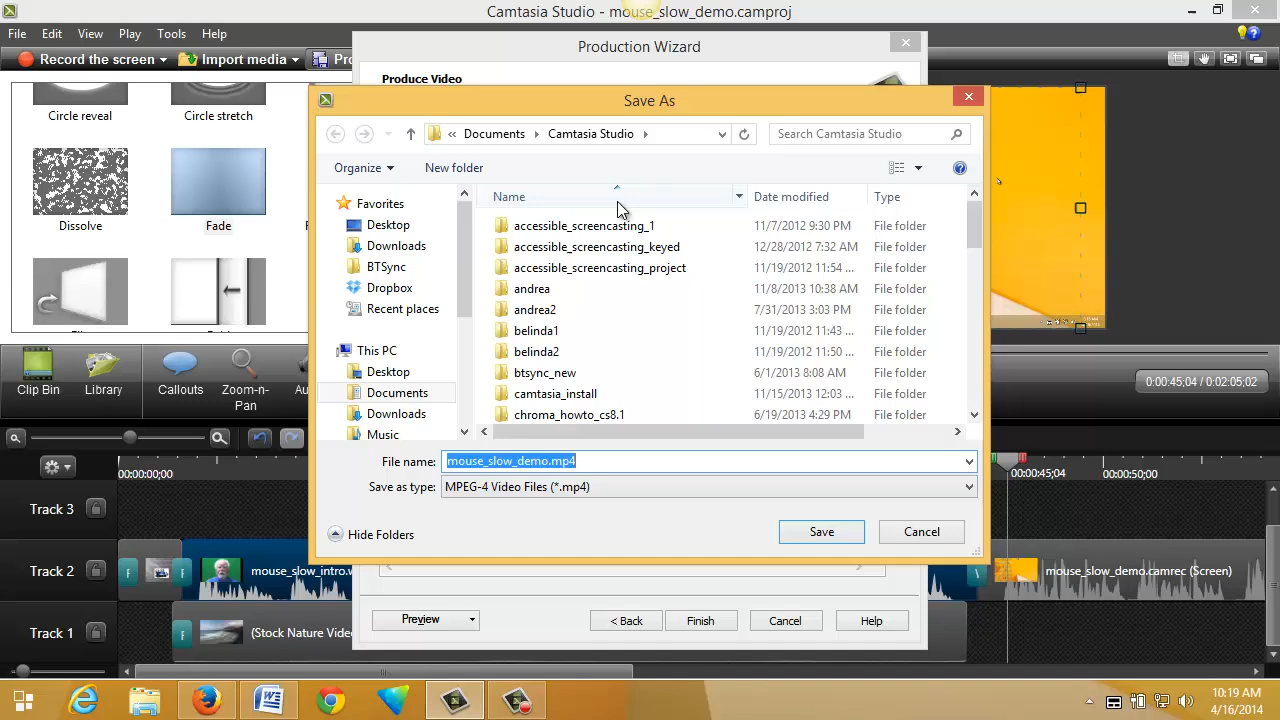 Camtasia Studio - mouse_slow_demo.camproj
File Edit View Play Tools Help
Record the screen Import media Pr
Production Wizard
Produce Video
Circle reveal Circle stretch
Dissolve Fade
Save As
« Documents Camtasia Studio
Search Camtasia Studio
Organize New folder
Favorites
Desktop
Downloads
BTSync
Dropbox
Recent places
This PC
Desktop
Documents
Downloads
Music
Name Date modified Type
accessible_screencasting_1 11/7/2012 9:30 PM File folder
accessible_screencasting_keyed 12/28/2012 7:32 AM File folder
accessible_screencasting_project 11/19/2012 11:54 ... File folder
andrea 11/8/2013 10:38 AM File folder
andrea2 7/31/2013 3:03 PM File folder
belinda1 11/19/2012 11:43 ... File folder
belinda2 11/19/2012 11:50 ... File folder
btsync_new 6/1/2013 8:08 AM File folder
camtasia_install 11/15/2013 12:03 ... File folder
chroma_howto_cs8.1 6/19/2013 4:29 PM File folder
File name: mouse_slow_demo.mp4
Save as type: MPEG-4 Video Files (*.mp4)
Hide Folders Save Cancel
Clip Bin Library Callouts Zoom-n-Pan Au
0:00:45;04 / 0:02:05;02
00:00:00;00 00:00:45;04 00:00:50;00
Track 3
Track 2 mouse_slow_intro.w mouse_slow_demo.camrec (Screen)
Track 1 (Stock Nature Vide
Preview < Back Finish Cancel Help
10:19 AM
4/16/2014